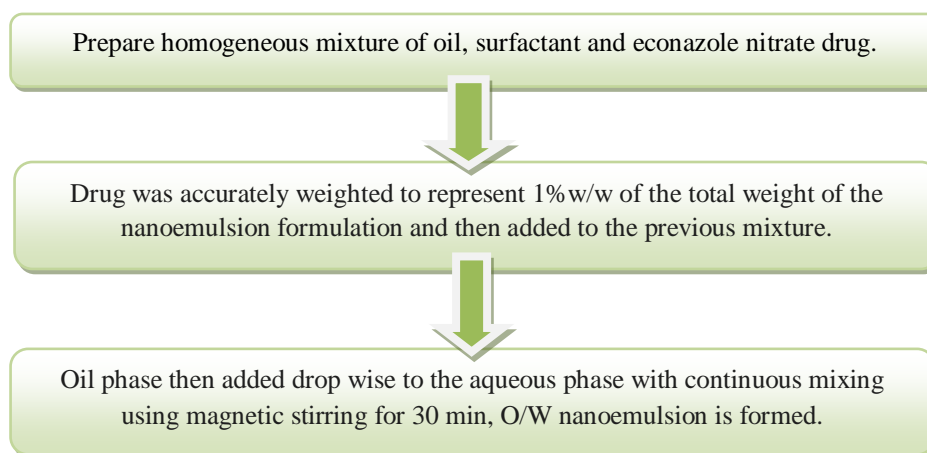 Prepare homogeneous mixture of oil, surfactant and econazole nitrate drug.
Drug was accurately weighted to represent 1%w/w of the total weight of the
nanoemulsion formulation and then added to the previous mixture.
Oil phase then added drop wise to the aqueous phase with continuous mixing
using magnetic stirring for 30 min, O/W nanoemulsion is formed.